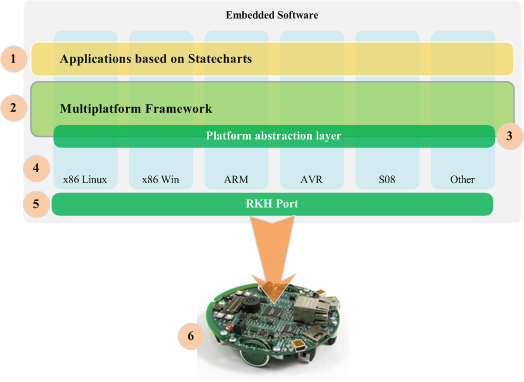 Embedded Software
1 Applications based on Statecharts
2 Multiplatform Framework
Platform abstraction layer 3
4 x86 Linux x86 Win ARM AVR S08 Other
5 RKH Port
6